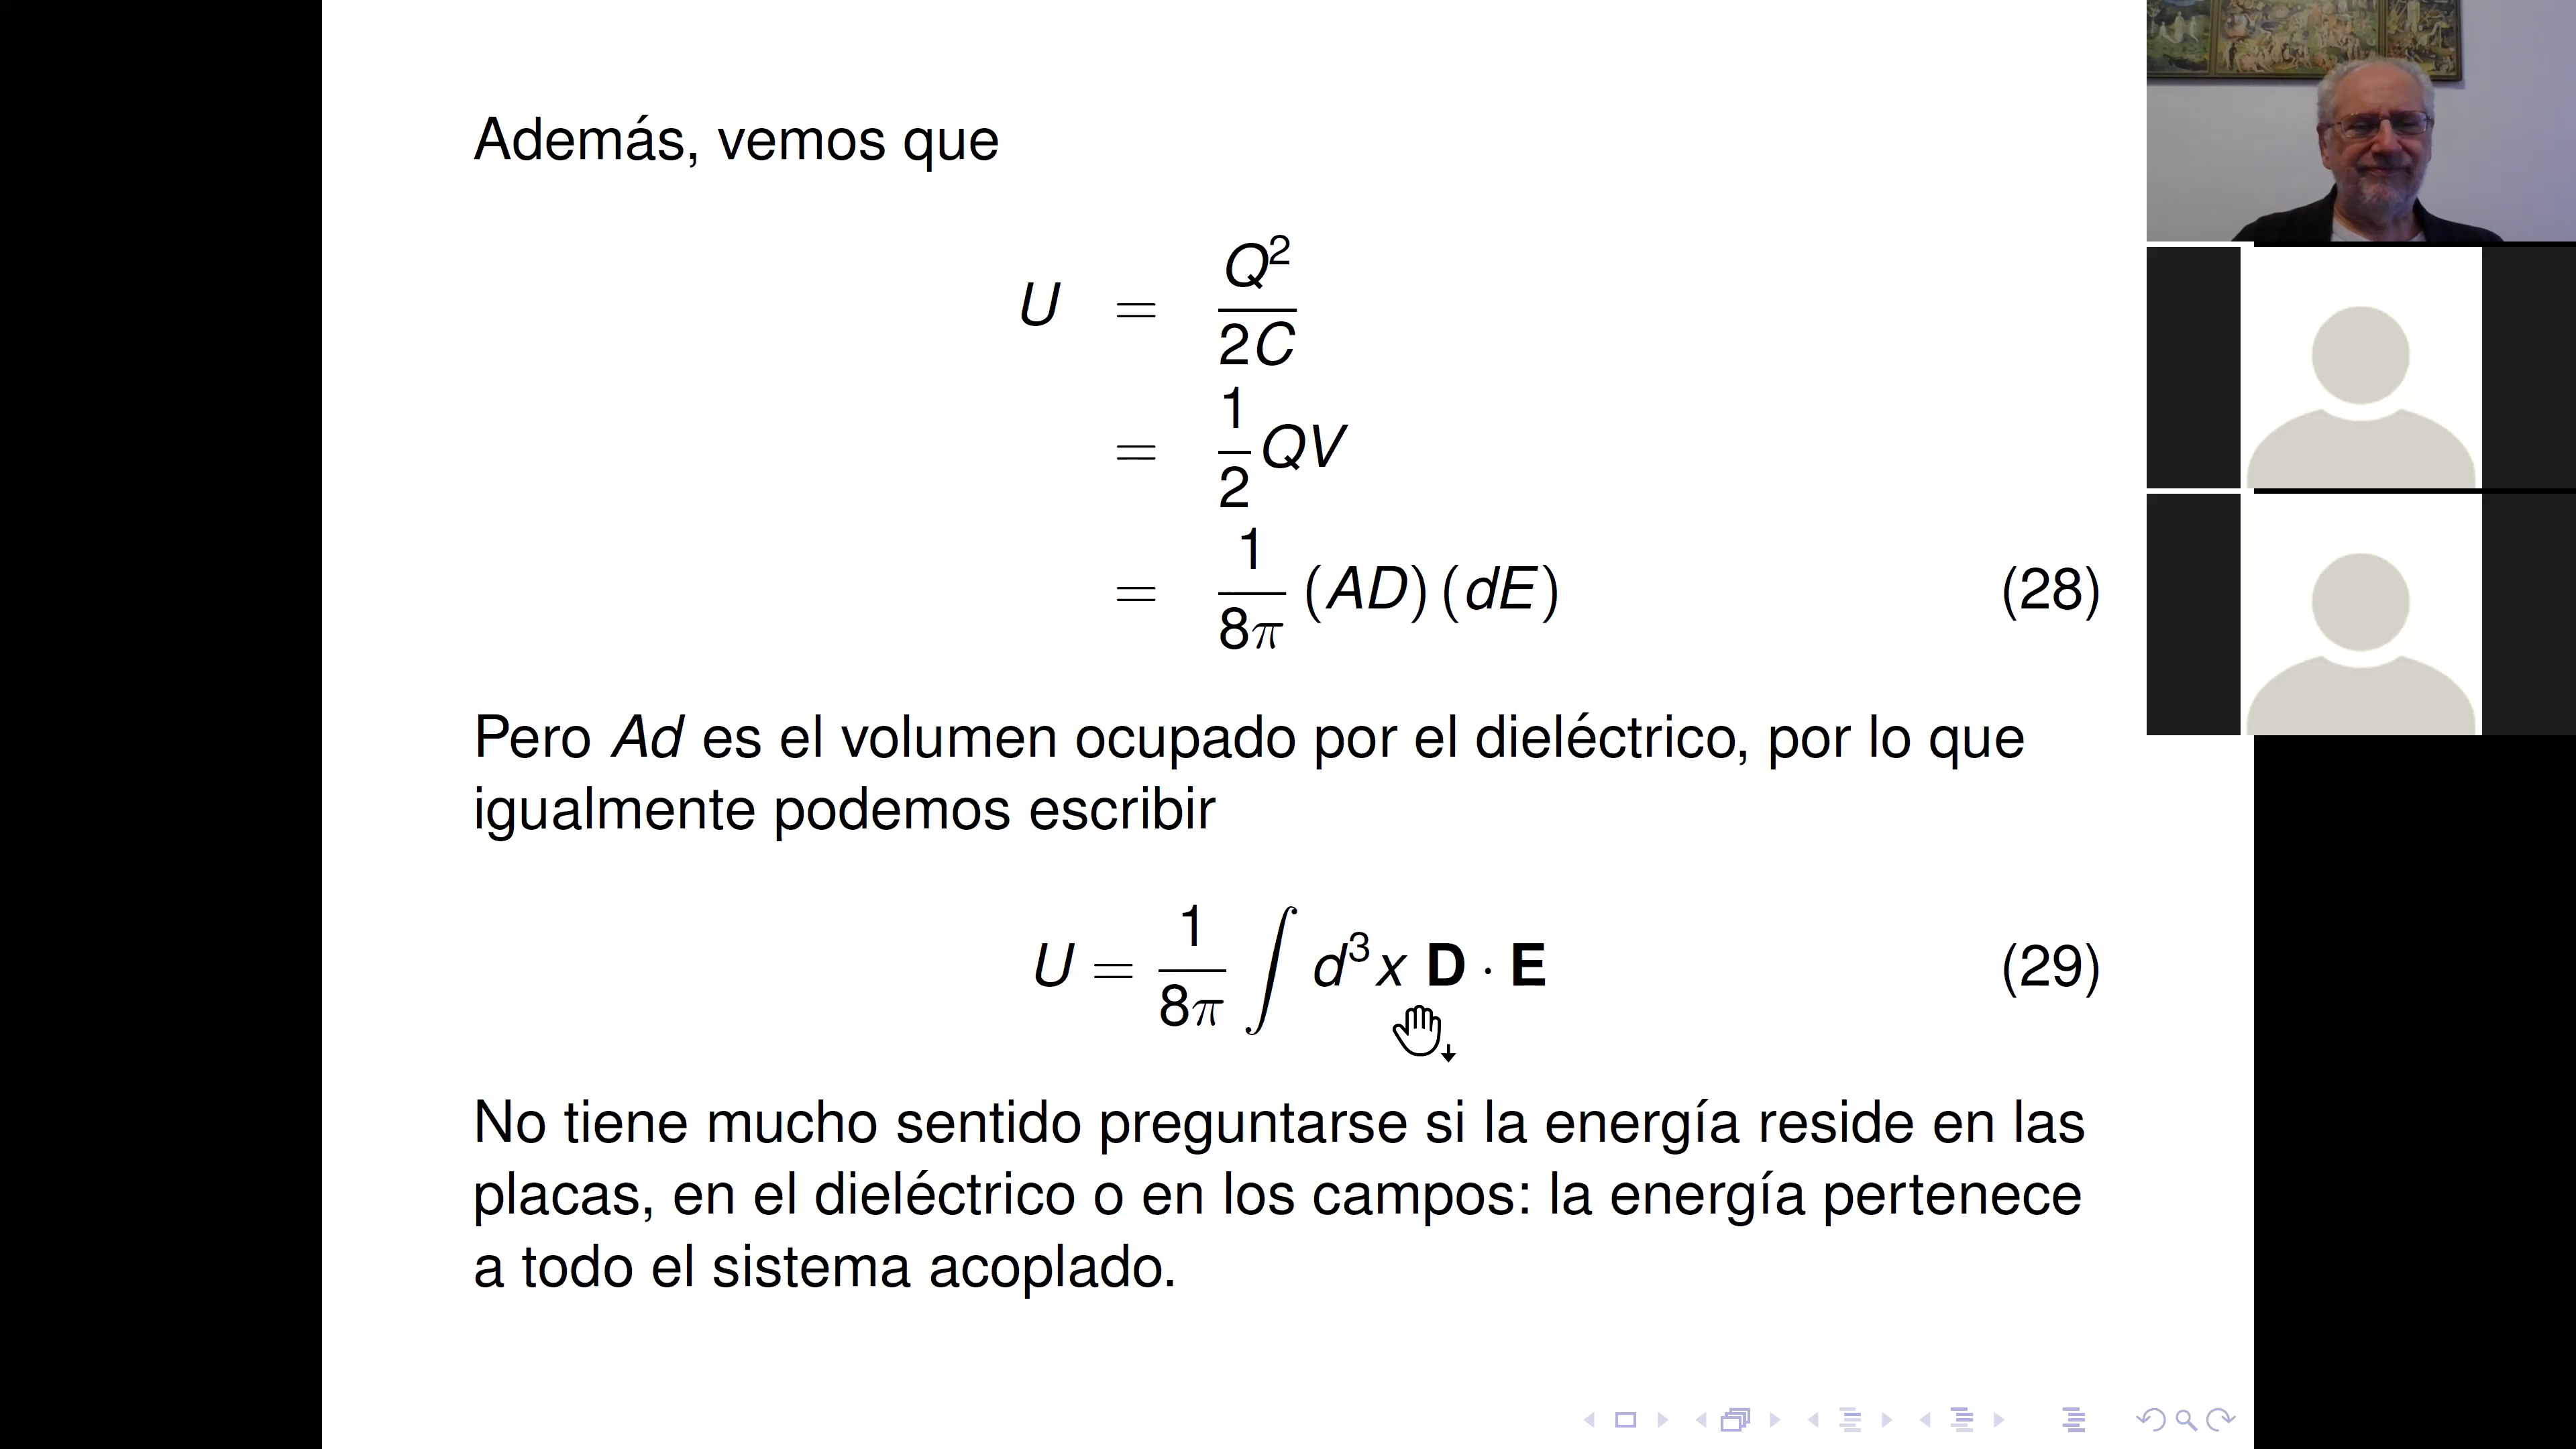 Además, vemos que
U = Q²/2C
= 1/2 QV
= 1/8π (AD) (dE) (28)
Pero Ad es el volumen ocupado por el dieléctrico, por lo que
igualmente podemos escribir
U = 1/8π ∫ d³x D · E (29)
No tiene mucho sentido preguntarse si la energía reside en las
placas, en el dieléctrico o en los campos: la energía pertenece
a todo el sistema acoplado.